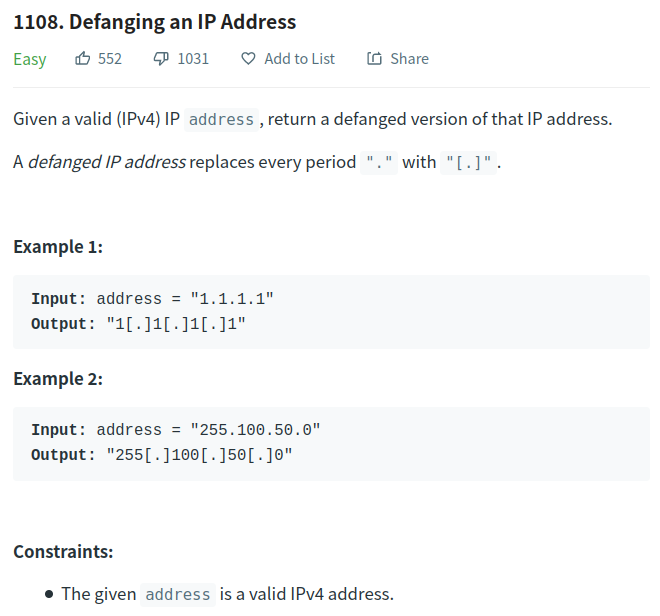 1108. Defanging an IP Address
Easy 552 1031 Add to List Share
Given a valid (IPv4) IP address, return a defanged version of that IP address.
A defanged IP address replaces every period "." with "[.]".
Example 1:
Input: address = "1.1.1.1"
Output: "1[.]1[.]1[.]1"
Example 2:
Input: address = "255.100.50.0"
Output: "255[.]100[.]50[.]0"
Constraints:
● The given address is a valid IPv4 address.